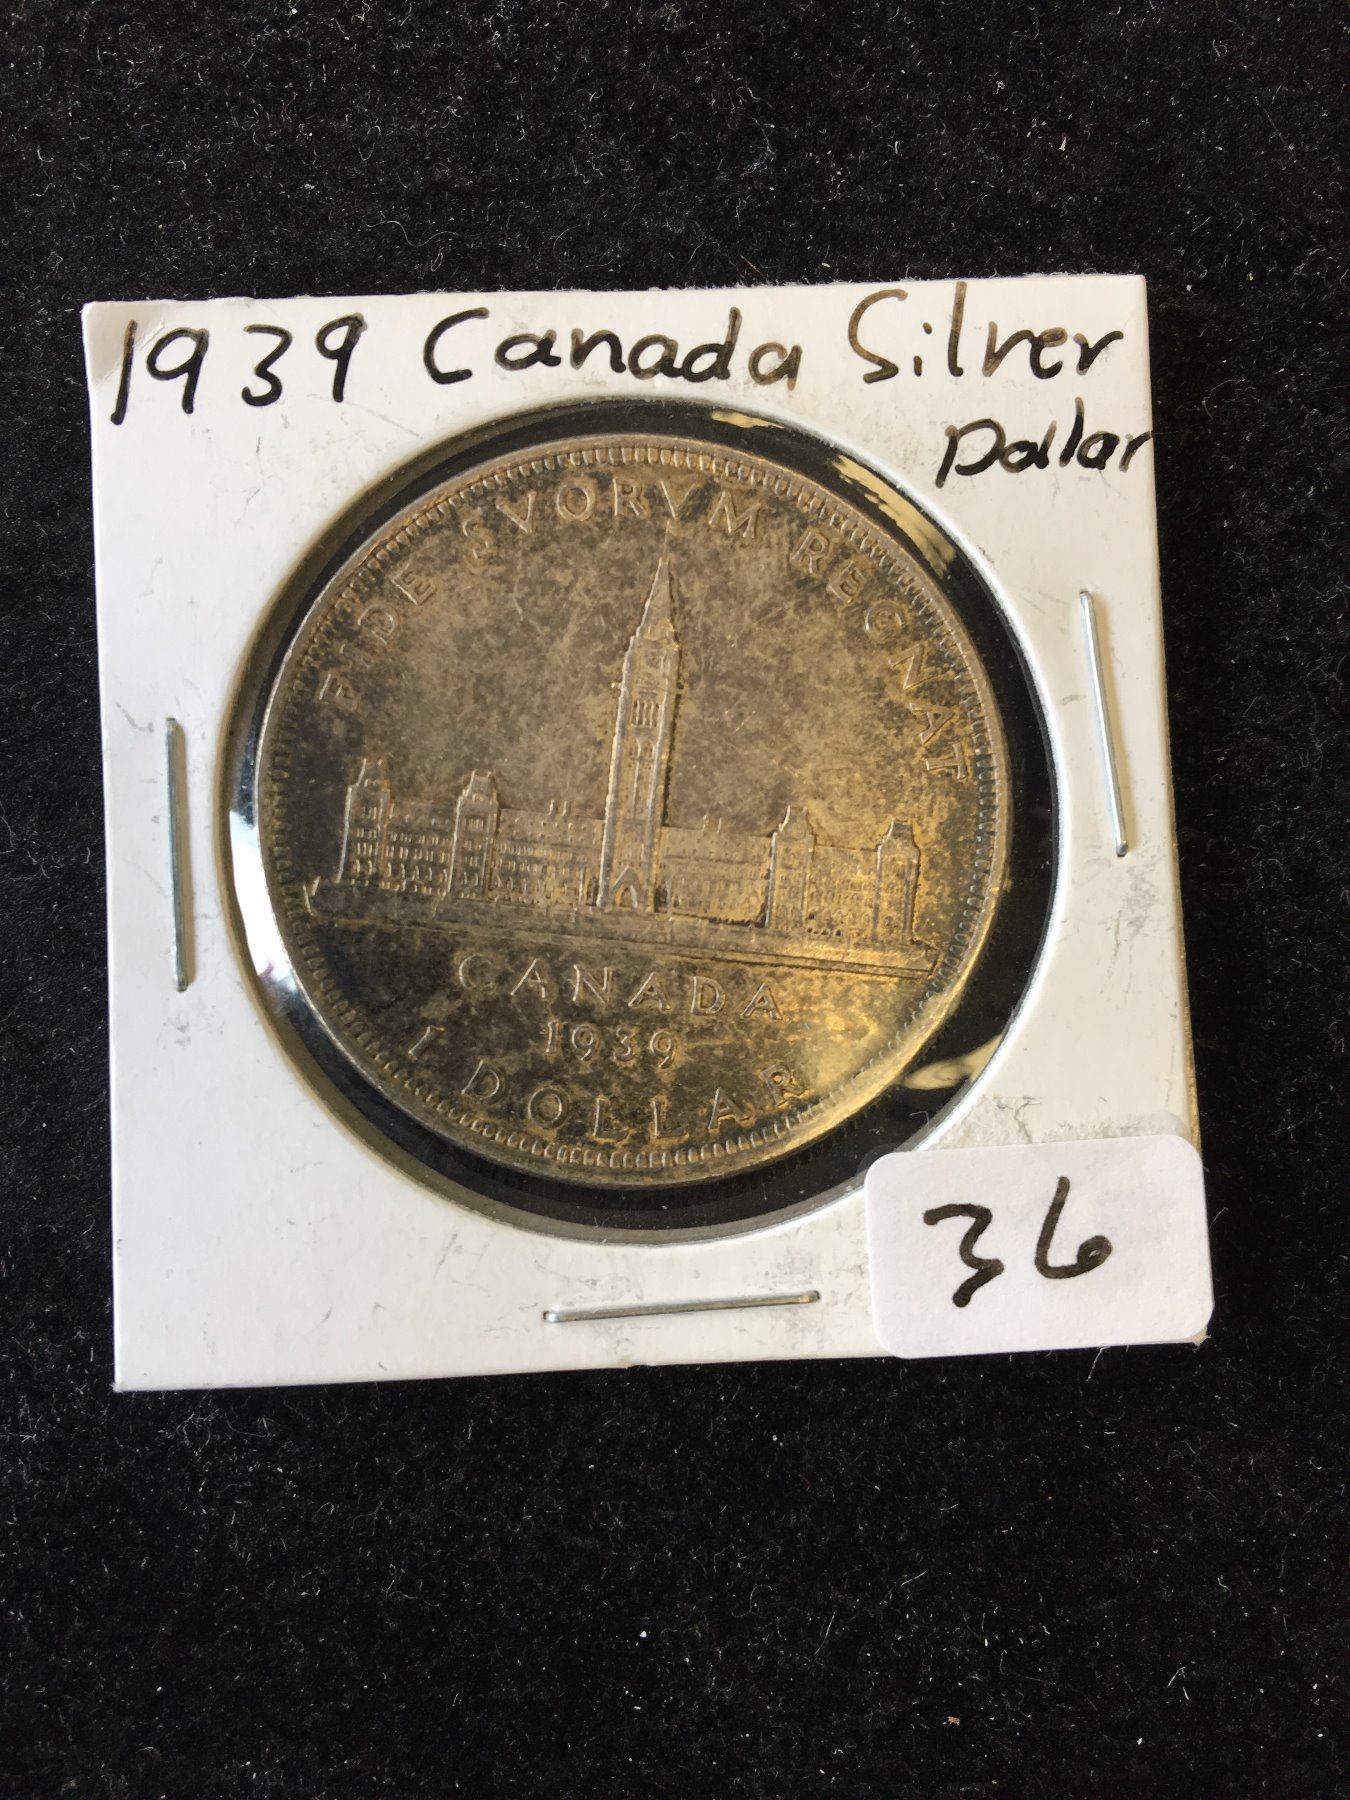 1939 Canada Silver
Dollar
FIDE SVORVM REGNAT
CANADA
1939
1 DOLLAR
36